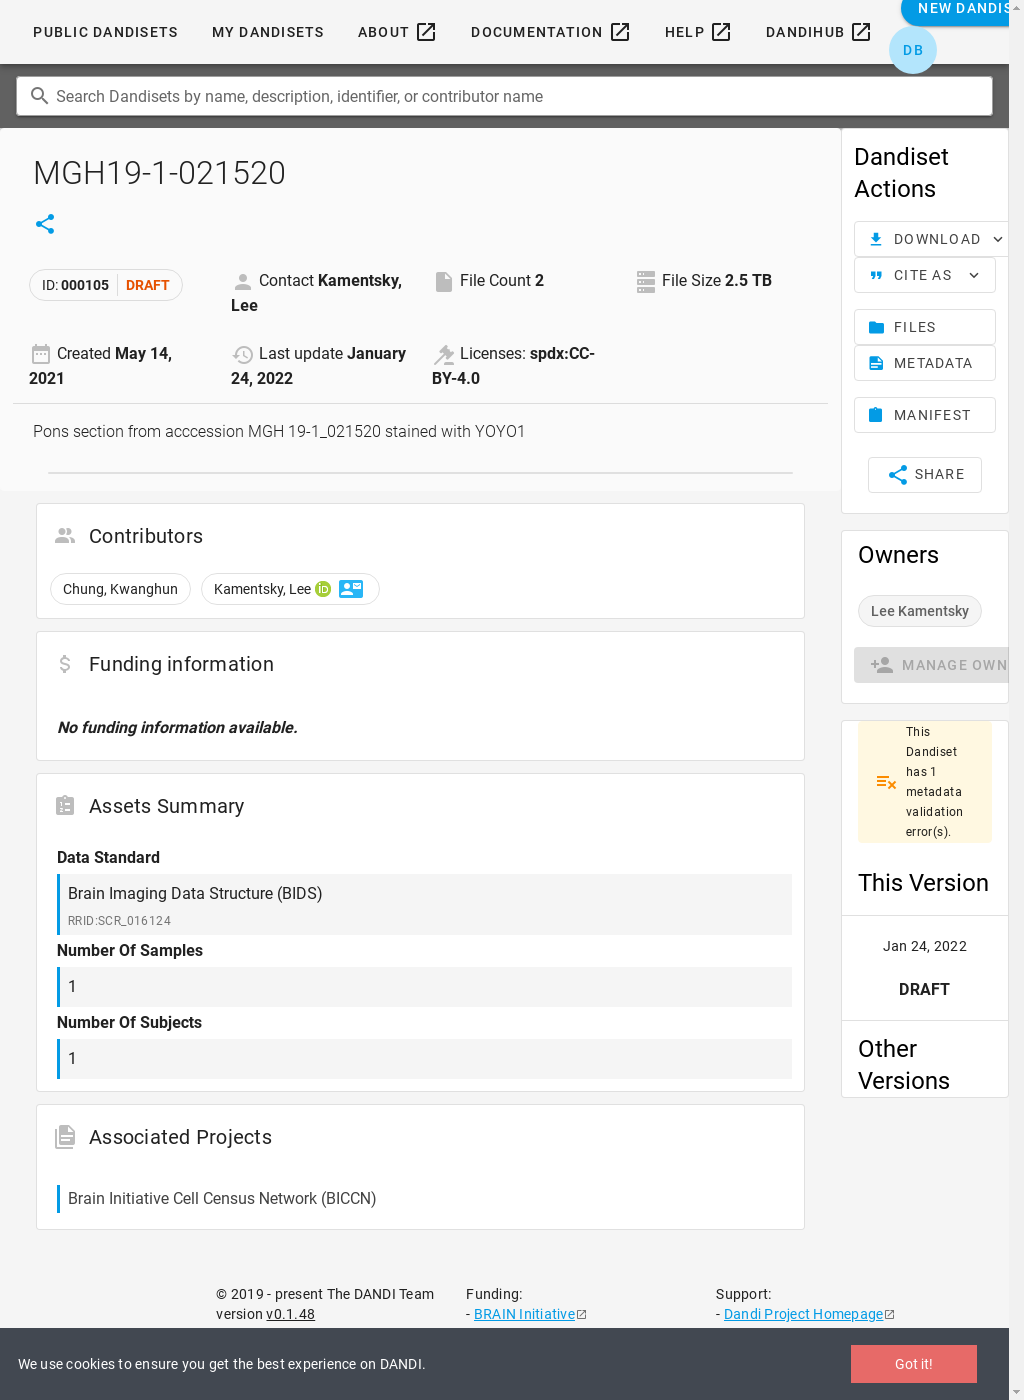 NEW DANDIS
PUBLIC DANDISETS MY DANDISETS ABOUT DOCUMENTATION HELP DANDIHUB
DB
Search Dandisets by name, description, identifier, or contributor name
MGH19-1-021520
ID: 000105 DRAFT
Contact Kamentsky,
Lee
File Count 2
File Size 2.5 TB
Created May 14,
2021
Last update January
24, 2022
Licenses: spdx:CC-
BY-4.0
Pons section from acccession MGH 19-1_021520 stained with YOYO1
Contributors
Chung, Kwanghun
Kamentsky, Lee iD
Funding information
No funding information available.
Assets Summary
Data Standard
Brain Imaging Data Structure (BIDS)
RRID:SCR_016124
Number Of Samples
1
Number Of Subjects
1
Associated Projects
Brain Initiative Cell Census Network (BICCN)
Dandiset
Actions
DOWNLOAD
CITE AS
FILES
METADATA
MANIFEST
SHARE
Owners
Lee Kamentsky
MANAGE OWN
This
Dandiset
has 1
metadata
validation
error(s).
This Version
Jan 24, 2022
DRAFT
Other
Versions
© 2019 - present The DANDI Team
version v0.1.48
Funding:
- BRAIN Initiative
Support:
- Dandi Project Homepage
We use cookies to ensure you get the best experience on DANDI.
Got it!